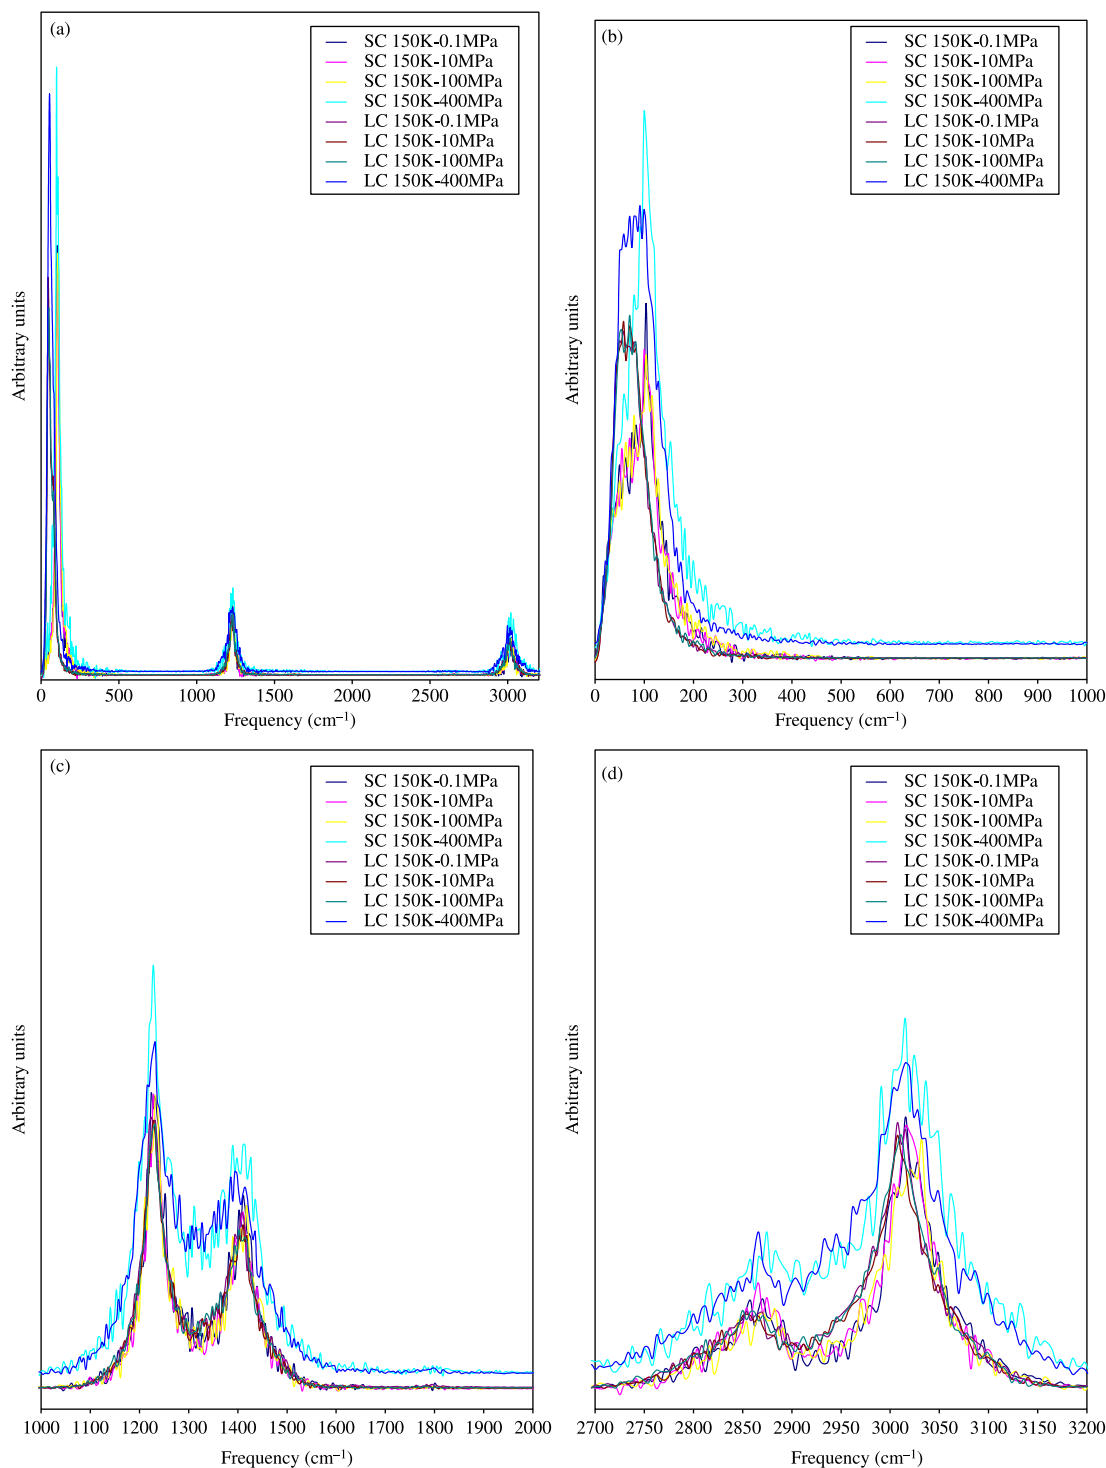 (a)
SC 150K-0.1MPa
SC 150K-10MPa
SC 150K-100MPa
SC 150K-400MPa
LC 150K-0.1MPa
LC 150K-10MPa
LC 150K-100MPa
LC 150K-400MPa
Arbitrary units
0 500 1000 1500 2000 2500 3000
Frequency (cm⁻¹)
(b)
SC 150K-0.1MPa
SC 150K-10MPa
SC 150K-100MPa
SC 150K-400MPa
LC 150K-0.1MPa
LC 150K-10MPa
LC 150K-100MPa
LC 150K-400MPa
Arbitrary units
0 100 200 300 400 500 600 700 800 900 1000
Frequency (cm⁻¹)
(c)
SC 150K-0.1MPa
SC 150K-10MPa
SC 150K-100MPa
SC 150K-400MPa
LC 150K-0.1MPa
LC 150K-10MPa
LC 150K-100MPa
LC 150K-400MPa
Arbitrary units
1000 1100 1200 1300 1400 1500 1600 1700 1800 1900 2000
Frequency (cm⁻¹)
(d)
SC 150K-0.1MPa
SC 150K-10MPa
SC 150K-100MPa
SC 150K-400MPa
LC 150K-0.1MPa
LC 150K-10MPa
LC 150K-100MPa
LC 150K-400MPa
Arbitrary units
2700 2750 2800 2850 2900 2950 3000 3050 3100 3150 3200
Frequency (cm⁻¹)